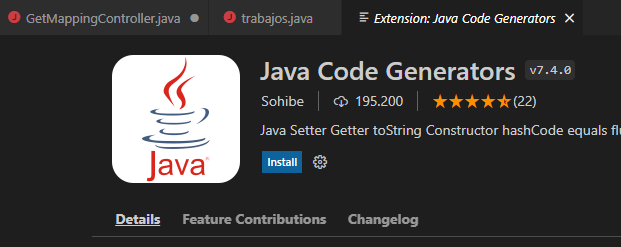 GetMappingController.java
trabajos.java
Extension: Java Code Generators
Java Code Generators v7.4.0
Sohibe 195.200 (22)
Java Setter Getter toString Constructor hashCode equals
Install
Java
Details Feature Contributions Changelog